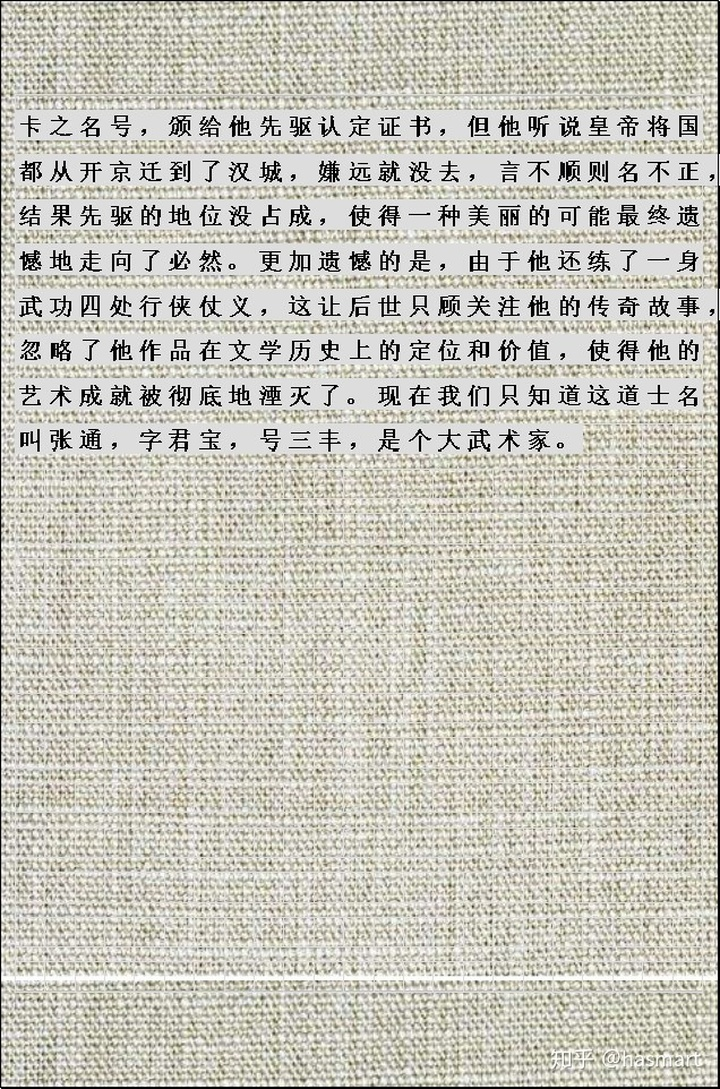 卡之名号，颁给他先驱认定证书，但他听说皇帝将国
都从开京迁到了汉城，嫌远就没去，言不顺则名不正，
结果先驱的地位没占成，使得一种美丽的可能最终遗
憾地走向了必然。更加遗憾的是，由于他还练了一身
武功四处行侠仗义，这让后世只顾关注他的传奇故事，
忽略了他作品在文学历史上的定位和价值，使得他的
艺术成就被彻底地湮灭了。现在我们只知道这道士名
叫张通，字君宝，号三丰，是个大武术家。
知乎 @hasmart